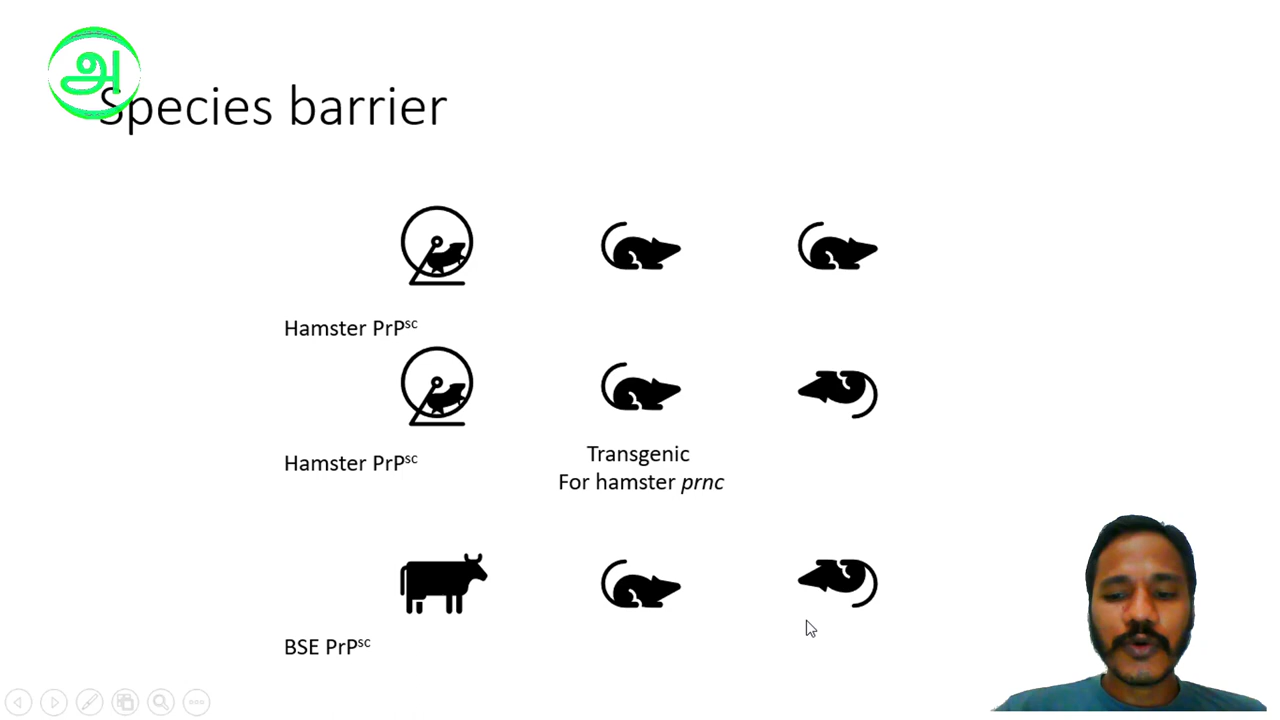 அ
Species barrier
Hamster PrPsc
Hamster PrPsc
Transgenic
For hamster prnc
BSE PrPsc